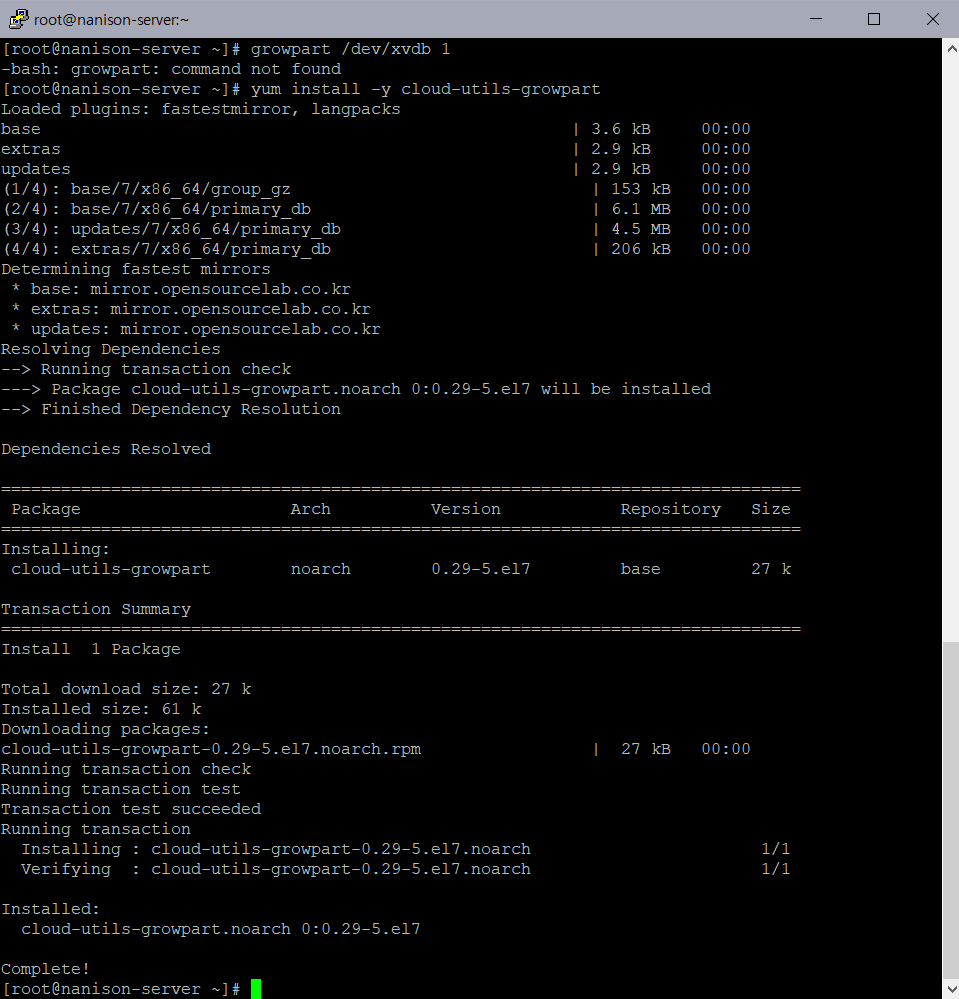 root@nanison-server:~
[root@nanison-server ~]# growpart /dev/xvdb 1
-bash: growpart: command not found
[root@nanison-server ~]# yum install -y cloud-utils-growpart
Loaded plugins: fastestmirror, langpacks
base                                                     | 3.6 kB     00:00
extras                                                   | 2.9 kB     00:00
updates                                                  | 2.9 kB     00:00
(1/4): base/7/x86_64/group_gz                              | 153 kB   00:00
(2/4): base/7/x86_64/primary_db                            | 6.1 MB   00:00
(3/4): updates/7/x86_64/primary_db                         | 4.5 MB   00:00
(4/4): extras/7/x86_64/primary_db                          | 206 kB   00:00
Determining fastest mirrors
 * base: mirror.opensourcelab.co.kr
 * extras: mirror.opensourcelab.co.kr
 * updates: mirror.opensourcelab.co.kr
Resolving Dependencies
--> Running transaction check
---> Package cloud-utils-growpart.noarch 0:0.29-5.el7 will be installed
--> Finished Dependency Resolution

Dependencies Resolved

================================================================================
 Package                     Arch          Version            Repository   Size
================================================================================
Installing:
 cloud-utils-growpart        noarch        0.29-5.el7         base         27 k

Transaction Summary
================================================================================
Install  1 Package

Total download size: 27 k
Installed size: 61 k
Downloading packages:
cloud-utils-growpart-0.29-5.el7.noarch.rpm                 |  27 kB   00:00
Running transaction check
Running transaction test
Transaction test succeeded
Running transaction
  Installing : cloud-utils-growpart-0.29-5.el7.noarch                       1/1
  Verifying  : cloud-utils-growpart-0.29-5.el7.noarch                       1/1

Installed:
  cloud-utils-growpart.noarch 0:0.29-5.el7

Complete!
[root@nanison-server ~]#